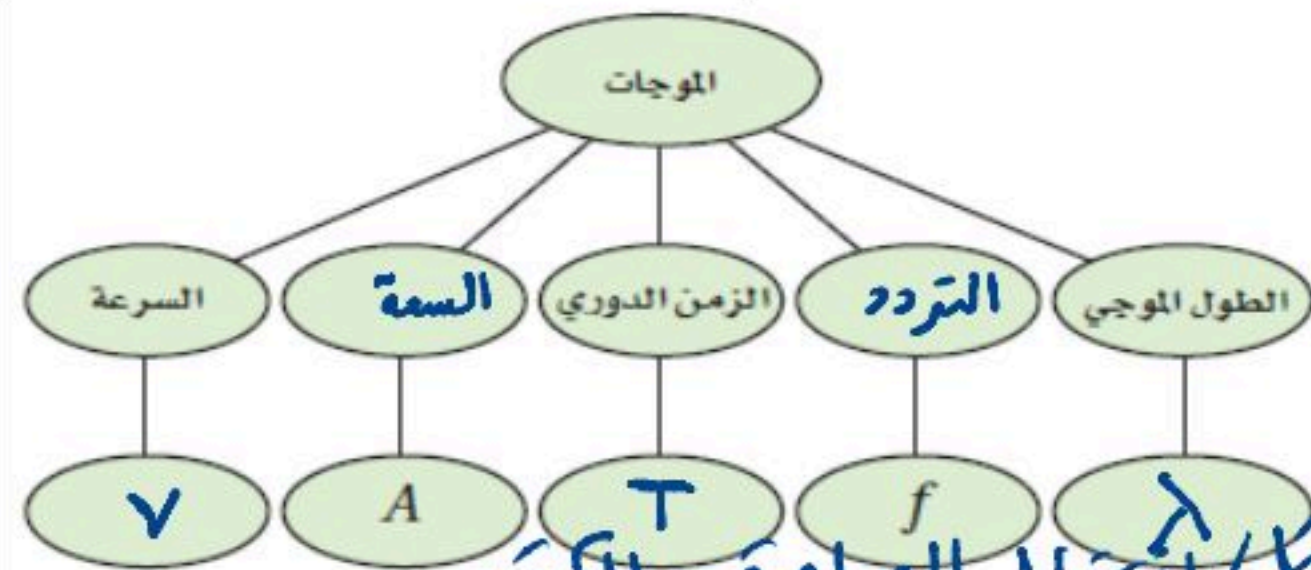 الموجات
الطول الموجي التردد الزمن الدوري السعة السرعة
λ f T A v